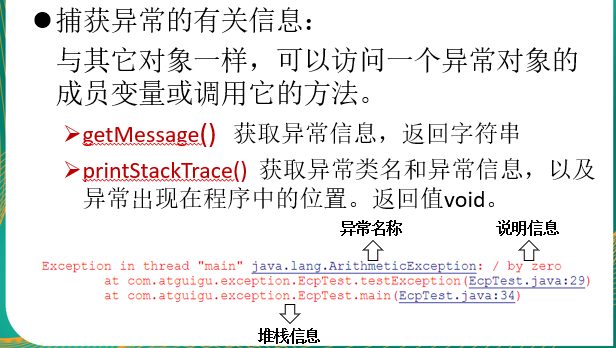 ●捕获异常的有关信息：
与其它对象一样，可以访问一个异常对象的
成员变量或调用它的方法。
➢getMessage() 获取异常信息，返回字符串
➢printStackTrace() 获取异常类名和异常信息，以及
异常出现在程序中的位置。返回值void。
异常名称 说明信息
Exception in thread "main" java.lang.ArithmeticException: / by zero
at com.atguigu.exception.EcpTest.testException(EcpTest.java:29)
at com.atguigu.exception.EcpTest.main(EcpTest.java:34)
堆栈信息